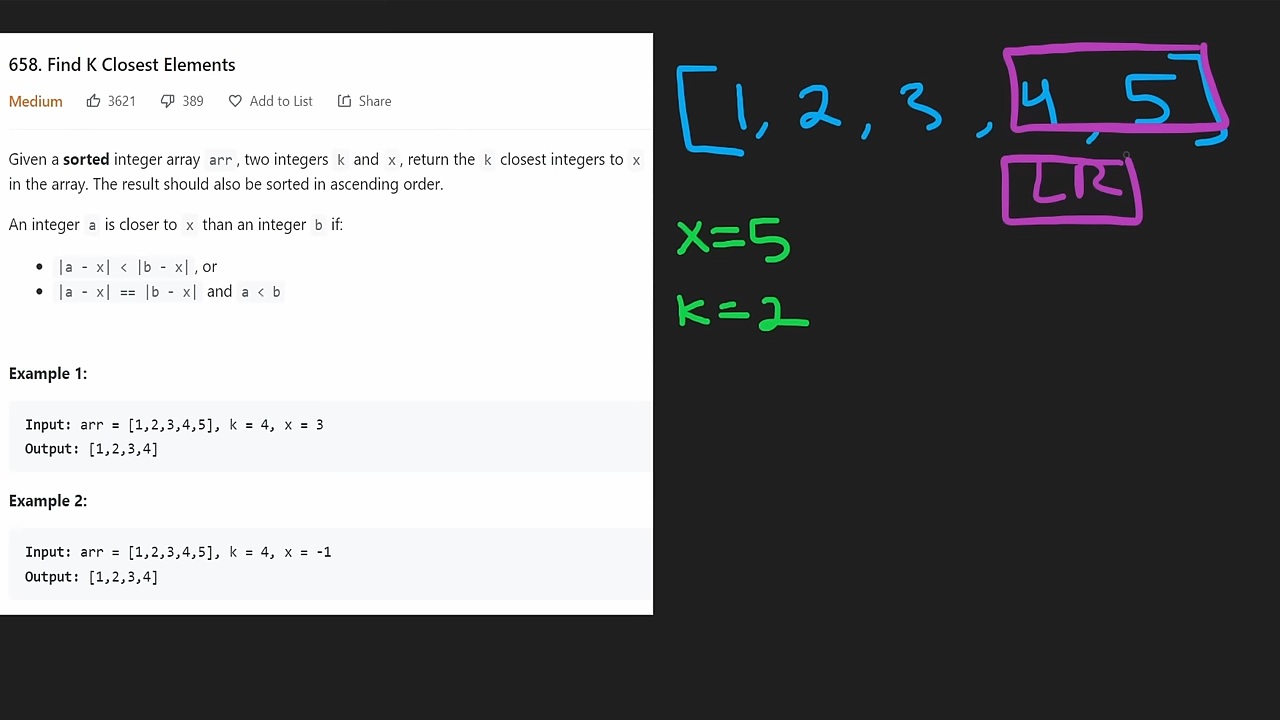 658. Find K Closest Elements
Medium 3621 389 Add to List Share
Given a sorted integer array arr, two integers k and x, return the k closest integers to x
in the array. The result should also be sorted in ascending order.
An integer a is closer to x than an integer b if:
• |a - x| < |b - x|, or
• |a - x| == |b - x| and a < b
Example 1:
Input: arr = [1,2,3,4,5], k = 4, x = 3
Output: [1,2,3,4]
Example 2:
Input: arr = [1,2,3,4,5], k = 4, x = -1
Output: [1,2,3,4]
[1, 2, 3, 4, 5]
L R
x=5
k=2